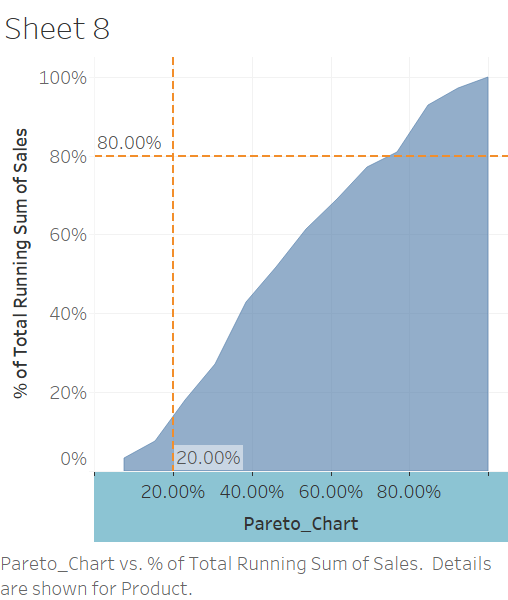 Sheet 8
% of Total Running Sum of Sales
100%
80.00%
80%
60%
40%
20%
0%
20.00%
20.00% 40.00% 60.00% 80.00%
Pareto_Chart
Pareto_Chart vs. % of Total Running Sum of Sales.  Details
are shown for Product.